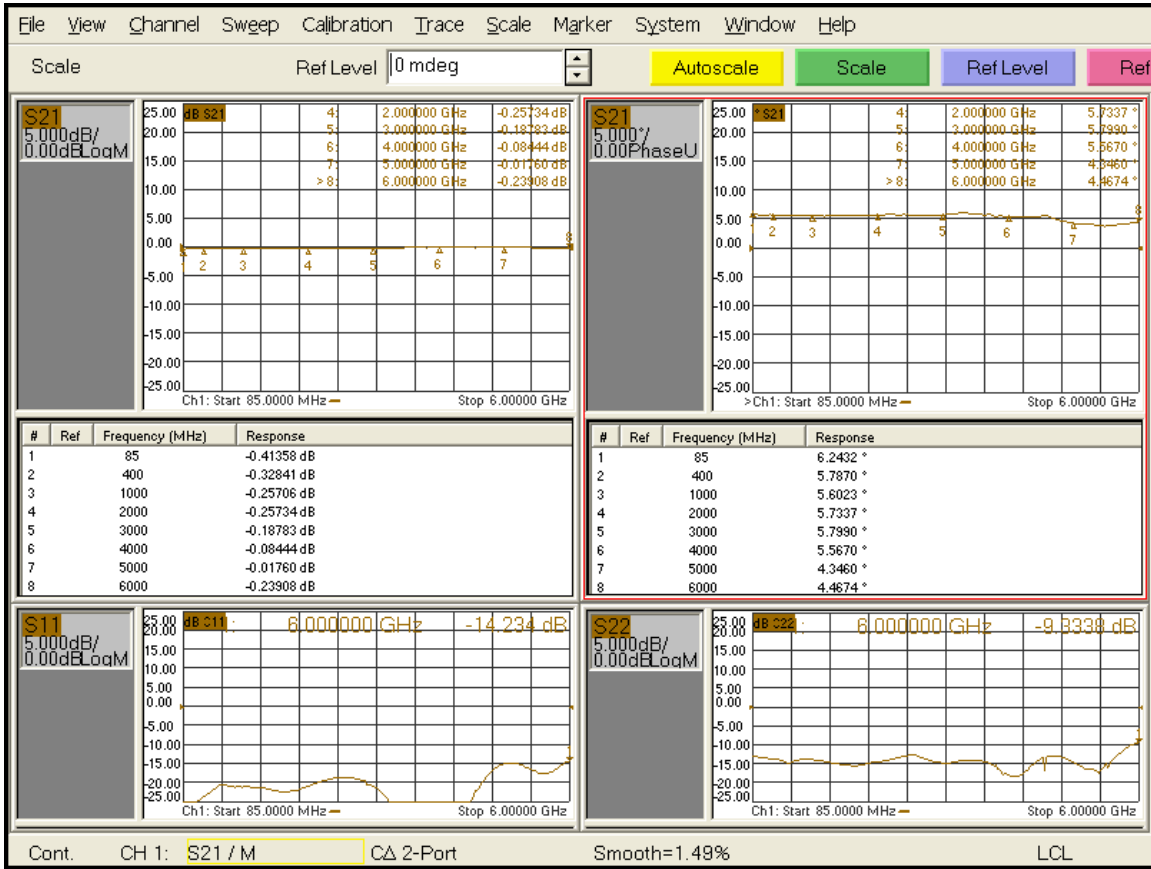 File View Channel Sweep Calibration Trace Scale Marker System Window Help
Scale Ref Level 0 mdeg Autoscale Scale Ref Level Ref
S21
5.000dB/
0.00dBLogM
25.00
20.00
15.00
10.00
5.00
0.00
-5.00
-10.00
-15.00
-20.00
-25.00
dB S21
4: 2.000000 GHz -0.25734 dB
5: 3.000000 GHz -0.18783 dB
6: 4.000000 GHz -0.08444 dB
7: 5.000000 GHz -0.01760 dB
>8: 6.000000 GHz -0.23908 dB
8
2 3 4 5 6 7
Ch1: Start 85.0000 MHz Stop 6.00000 GHz
S21
5.000°/
0.00PhaseU
25.00
20.00
15.00
10.00
5.00
0.00
-5.00
-10.00
-15.00
-20.00
-25.00
° S21
4: 2.000000 GHz 5.7337 °
5: 3.000000 GHz 5.7990 °
6: 4.000000 GHz 5.5670 °
7: 5.000000 GHz 4.3460 °
>8: 6.000000 GHz 4.4674 °
8
2 3 4 5 6 7
>Ch1: Start 85.0000 MHz Stop 6.00000 GHz
# Ref Frequency (MHz) Response
1 85 -0.41358 dB
2 400 -0.32841 dB
3 1000 -0.25706 dB
4 2000 -0.25734 dB
5 3000 -0.18783 dB
6 4000 -0.08444 dB
7 5000 -0.01760 dB
8 6000 -0.23908 dB
# Ref Frequency (MHz) Response
1 85 6.2432 °
2 400 5.7870 °
3 1000 5.6023 °
4 2000 5.7337 °
5 3000 5.7990 °
6 4000 5.5670 °
7 5000 4.3460 °
8 6000 4.4674 °
S11
5.000dB/
0.00dBLogM
25.00
20.00
15.00
10.00
5.00
0.00
-5.00
-10.00
-15.00
-20.00
-25.00
dB S11 : 6.000000 GHz -14.234 dB
Ch1: Start 85.0000 MHz Stop 6.00000 GHz
S22
5.000dB/
0.00dBLogM
25.00
20.00
15.00
10.00
5.00
0.00
-5.00
-10.00
-15.00
-20.00
-25.00
dB S22 : 6.000000 GHz -9.3338 dB
Ch1: Start 85.0000 MHz Stop 6.00000 GHz
Cont. CH 1: S21 / M CΔ 2-Port Smooth=1.49% LCL